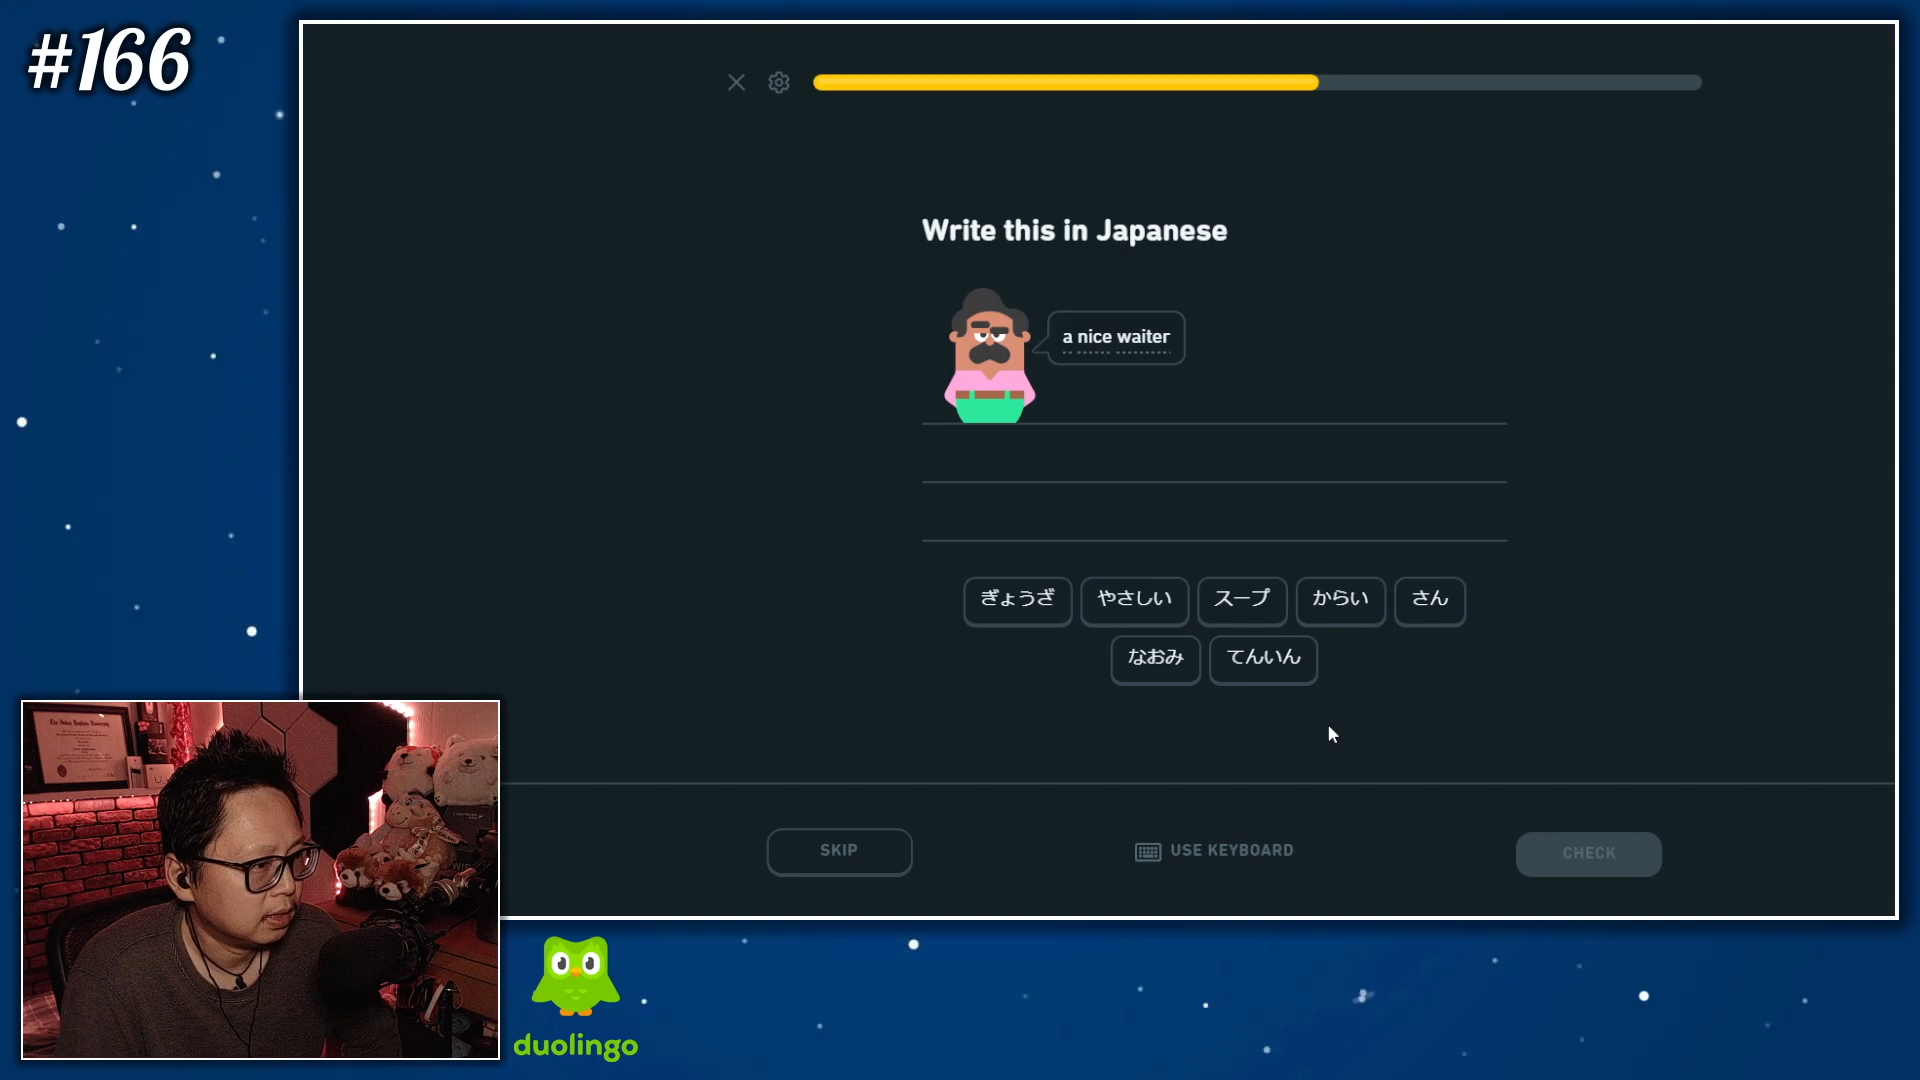 #166
Write this in Japanese
a nice waiter
ぎょうざ やさしい スープ からい さん
なおみ てんいん
SKIP
USE KEYBOARD
CHECK
duolingo